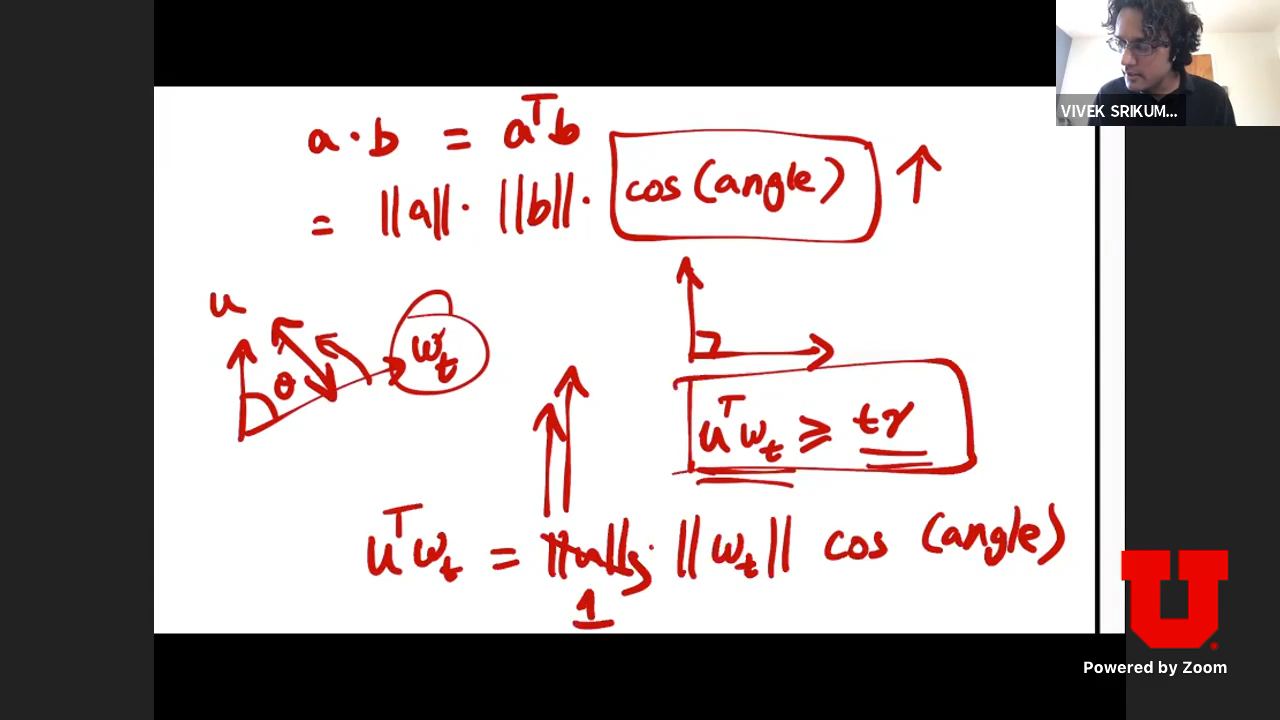 a · b = aᵀb
= ||a|| · ||b|| · cos(angle) ↑
u
θ
wₜ
uᵀwₜ ≥ tγ
uᵀwₜ = ||u|| · ||wₜ|| cos (angle)
1
VIVEK SRIKUM...
U
Powered by Zoom